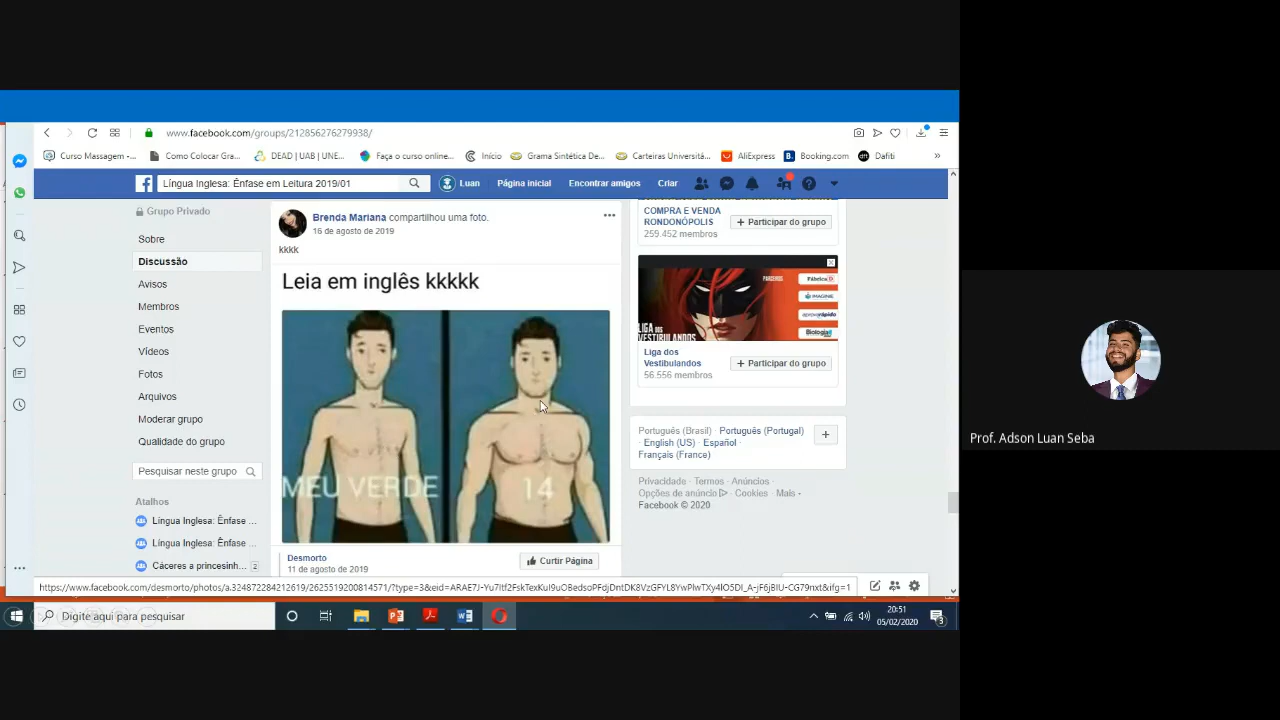 www.facebook.com/groups/212856276279938/
Curso Massagem -...
Como Colocar Gra...
DEAD | UAB | UNE...
Faça o curso online...
Início
Grama Sintética De...
Carteiras Universitá...
AliExpress
Booking.com
Dafiti
Língua Inglesa: Ênfase em Leitura 2019/01
Luan
Página inicial
Encontrar amigos
Criar
Grupo Privado
Sobre
Discussão
Avisos
Membros
Eventos
Vídeos
Fotos
Arquivos
Moderar grupo
Qualidade do grupo
Pesquisar neste grupo
Atalhos
Língua Inglesa: Ênfase ...
Língua Inglesa: Ênfase ...
Cáceres a princesinh... 2
Brenda Mariana compartilhou uma foto.
16 de agosto de 2019
kkkk
Leia em inglês kkkkk
MEU VERDE
14
Desmorto
11 de agosto de 2019
Curtir Página
COMPRA E VENDA
RONDONÓPOLIS
259.452 membros
+ Participar do grupo
LIGA DOS
VESTIBULANDOS
Liga dos
Vestibulandos
56.556 membros
+ Participar do grupo
Português (Brasil) · Português (Portugal)
· English (US) · Español ·
Français (France)
Privacidade · Termos · Anúncios ·
Opções de anúncio · Cookies · Mais
Facebook © 2020
Digite aqui para pesquisar
20:51
05/02/2020
3
Prof. Adson Luan Seba